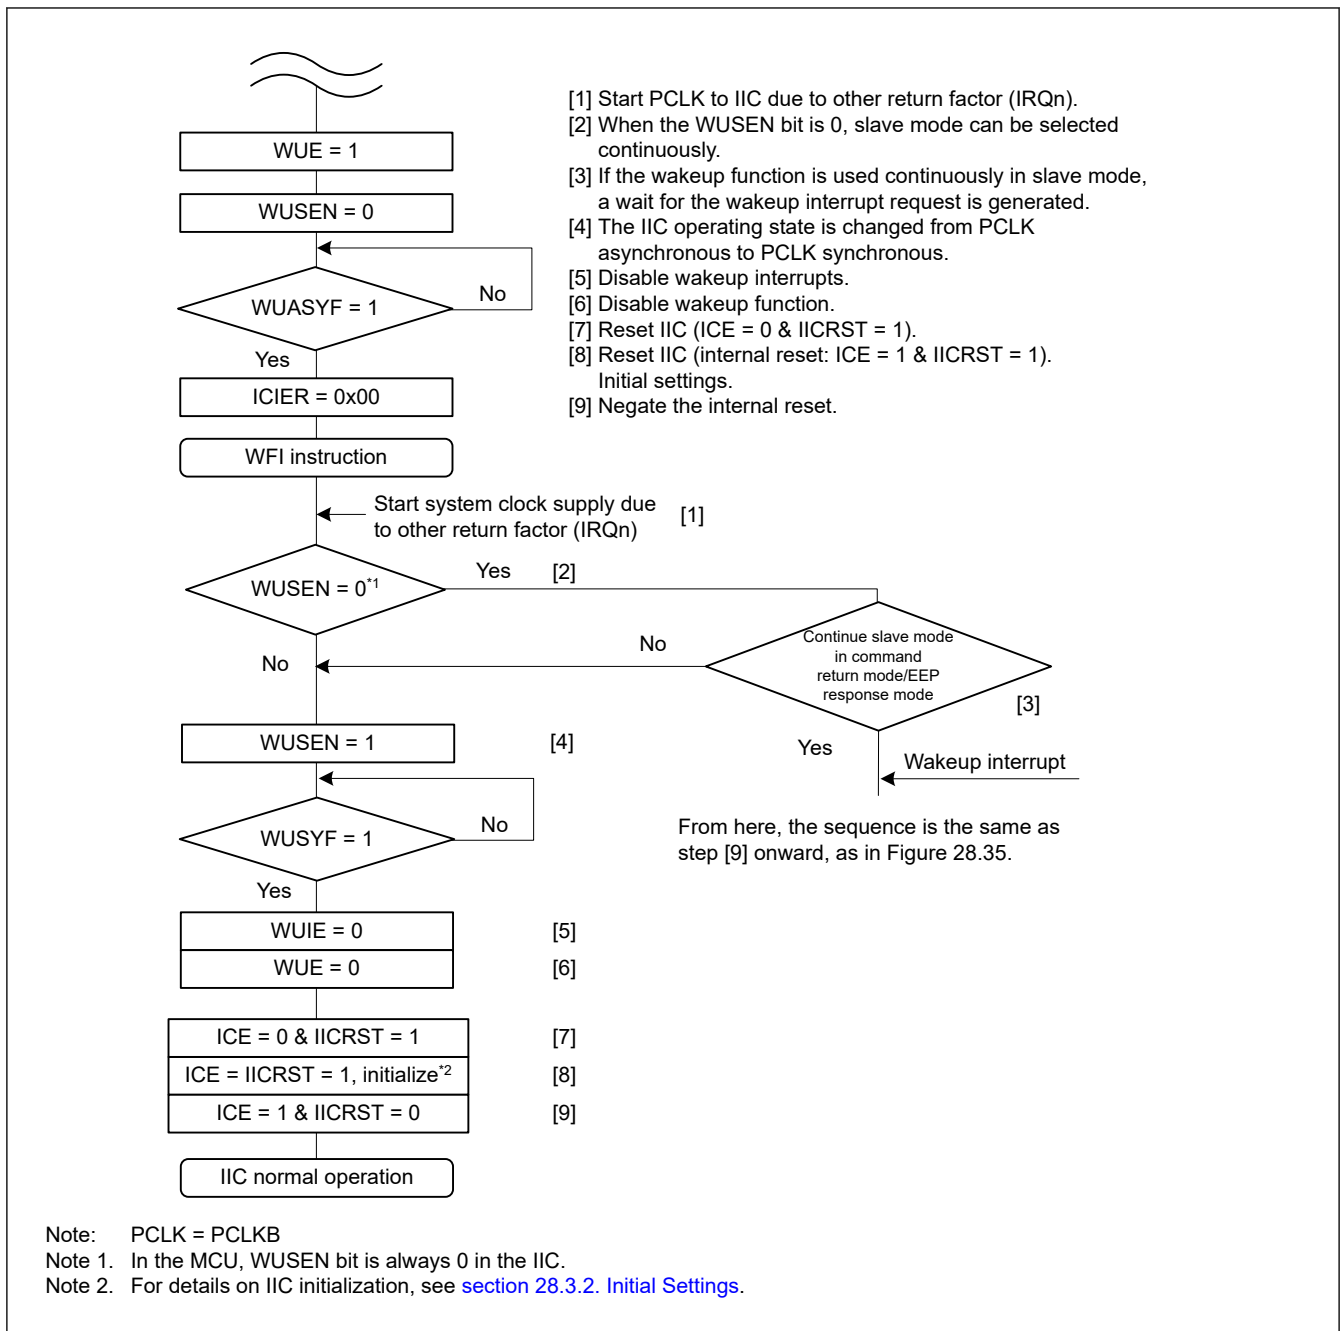 [1] Start PCLK to IIC due to other return factor (IRQn).
[2] When the WUSEN bit is 0, slave mode can be selected
continuously.
[3] If the wakeup function is used continuously in slave mode,
a wait for the wakeup interrupt request is generated.
[4] The IIC operating state is changed from PCLK
asynchronous to PCLK synchronous.
[5] Disable wakeup interrupts.
[6] Disable wakeup function.
[7] Reset IIC (ICE = 0 & IICRST = 1).
[8] Reset IIC (internal reset: ICE = 1 & IICRST = 1).
Initial settings.
[9] Negate the internal reset.
WUE = 1
WUSEN = 0
WUASYF = 1
No
Yes
ICIER = 0x00
WFI instruction
Start system clock supply due
to other return factor (IRQn)
[1]
WUSEN = 0*1
Yes
[2]
Continue slave mode
in command
return mode/EEP
response mode
No
No
[3]
Yes
Wakeup interrupt
From here, the sequence is the same as
step [9] onward, as in Figure 28.35.
WUSEN = 1
[4]
WUSYF = 1
No
Yes
WUIE = 0
[5]
WUE = 0
[6]
ICE = 0 & IICRST = 1
[7]
ICE = IICRST = 1, initialize*2
[8]
ICE = 1 & IICRST = 0
[9]
IIC normal operation
Note: PCLK = PCLKB
Note 1. In the MCU, WUSEN bit is always 0 in the IIC.
Note 2. For details on IIC initialization, see section 28.3.2. Initial Settings.